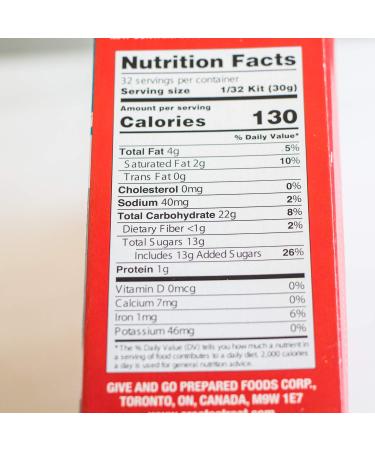 Nutrition Facts
32 servings per container
Serving size 1/32 Kit (30g)
Amount per serving
Calories 130
% Daily Value*
Total Fat 4g 5%
Saturated Fat 2g 10%
Trans Fat 0g
Cholesterol 0mg 0%
Sodium 40mg 2%
Total Carbohydrate 22g 8%
Dietary Fiber <1g 2%
Total Sugars 13g
Includes 13g Added Sugars 26%
Protein 1g
Vitamin D 0mcg 0%
Calcium 7mg 0%
Iron 1mg 6%
Potassium 46mg 0%
*The % Daily Value (DV) tells you how much a nutrient in
a serving of food contributes to a daily diet. 2,000 calories
a day is used for general nutrition advice.
GIVE AND GO PREPARED FOODS CORP.,
TORONTO, ON, CANADA, M9W 1E7